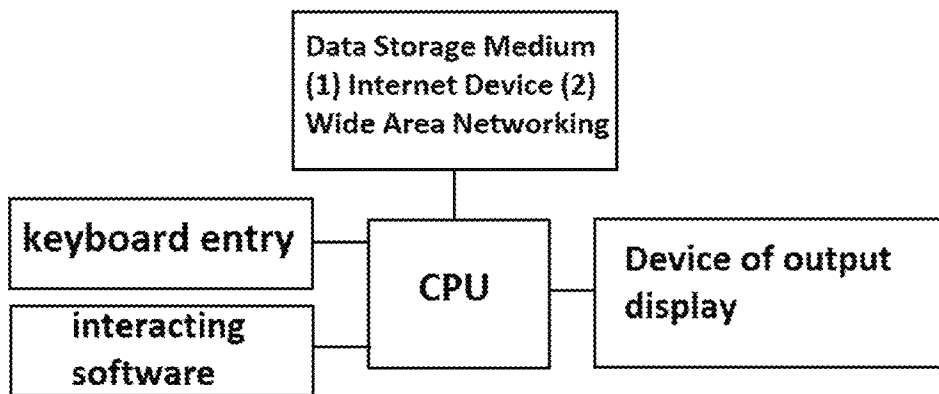 Data Storage Medium
(1) Internet Device (2)
Wide Area Networking
keyboard entry
CPU
Device of output
display
interacting
software